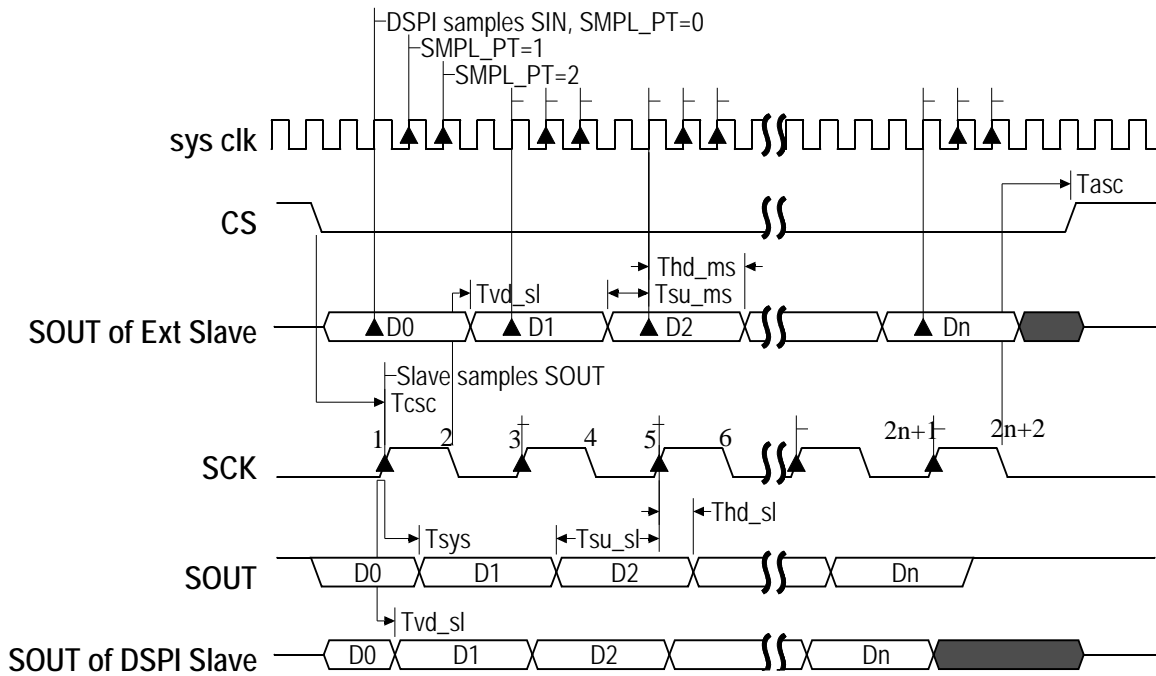 DSPI samples SIN, SMPL_PT=0
SMPL_PT=1
SMPL_PT=2
sys clk
Tasc
CS
Thd_ms
Tvd_sl
Tsu_ms
SOUT of Ext Slave
D0
D1
D2
Dn
Slave samples SOUT
Tcsc
1
2
3
4
5
6
2n+1
2n+2
SCK
Thd_sl
Tsys
Tsu_sl
SOUT
D0
D1
D2
Dn
Tvd_sl
SOUT of DSPI Slave
D0
D1
D2
Dn